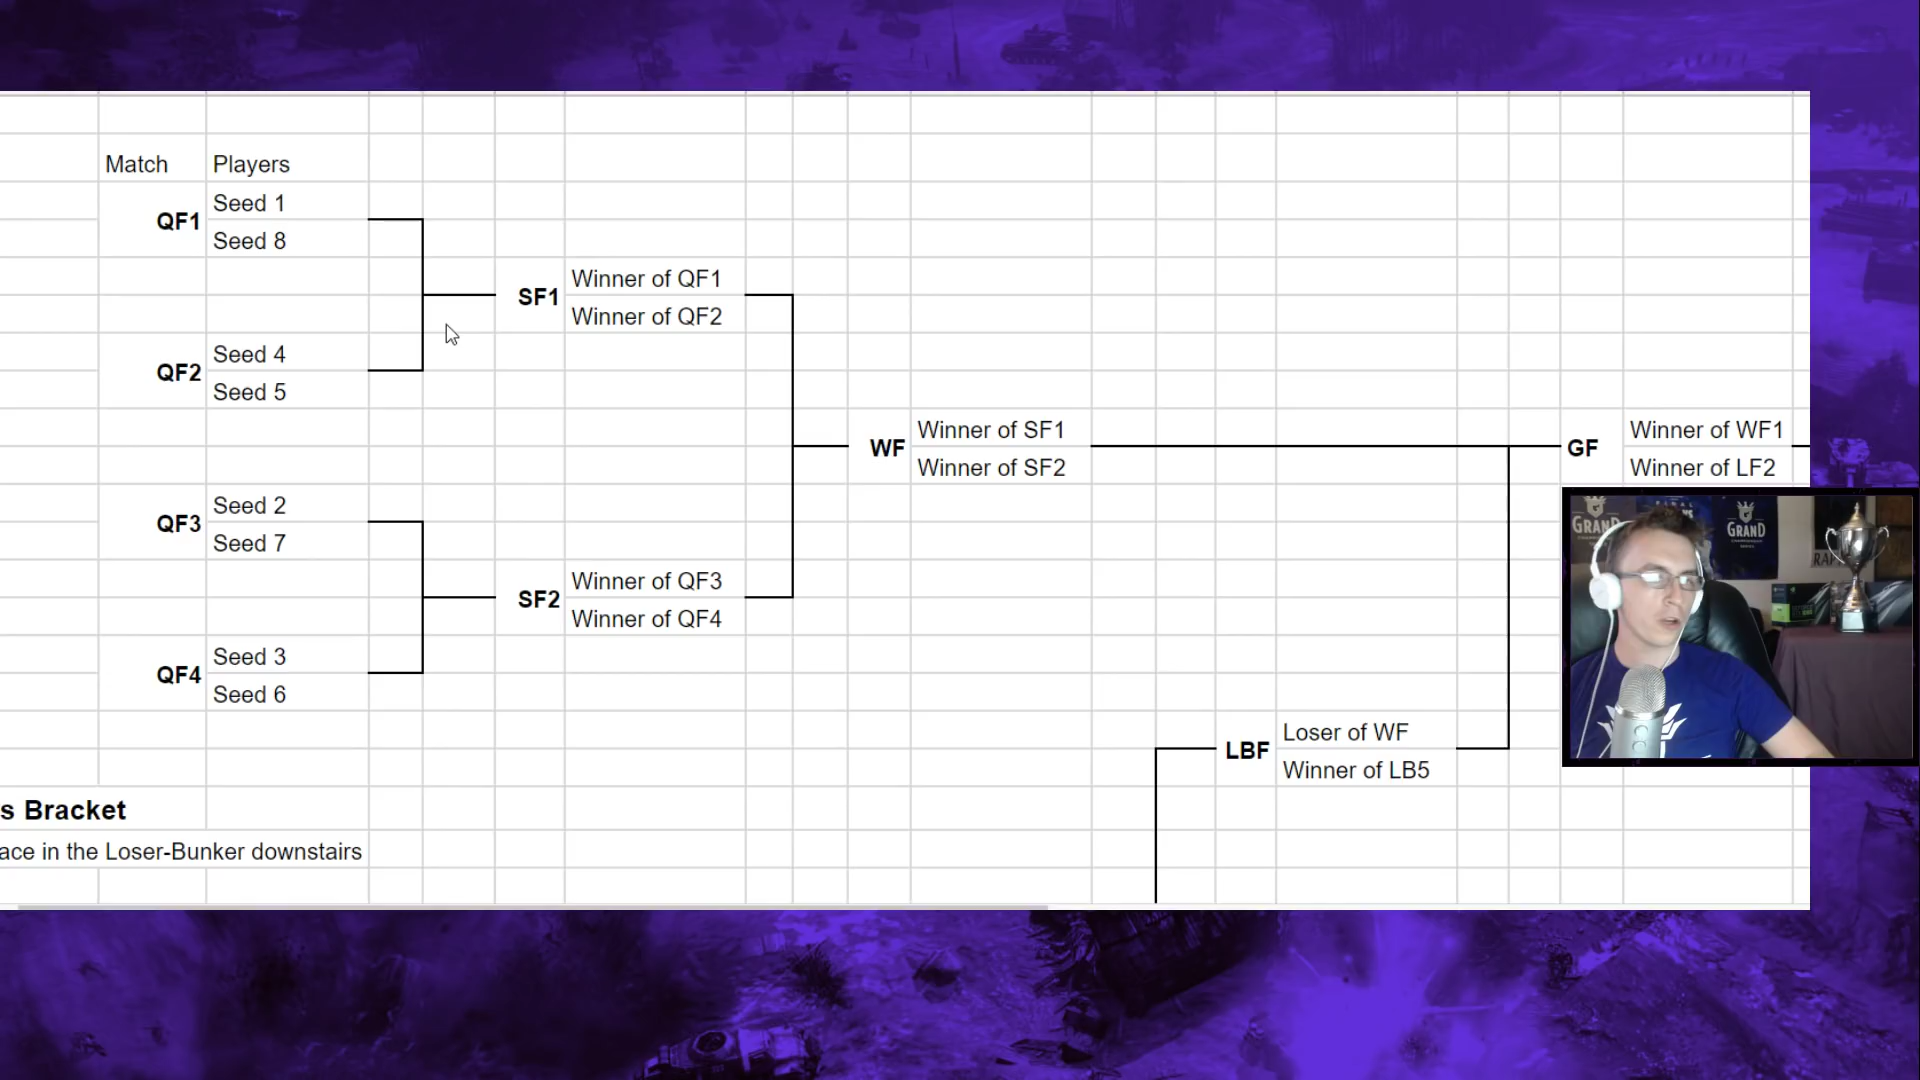 Match Players
QF1
Seed 1
Seed 8
QF2
Seed 4
Seed 5
QF3
Seed 2
Seed 7
QF4
Seed 3
Seed 6
SF1
Winner of QF1
Winner of QF2
SF2
Winner of QF3
Winner of QF4
WF
Winner of SF1
Winner of SF2
GF
Winner of WF1
Winner of LF2
LBF
Loser of WF
Winner of LB5
s Bracket
ace in the Loser-Bunker downstairs
GRAND
GRAND